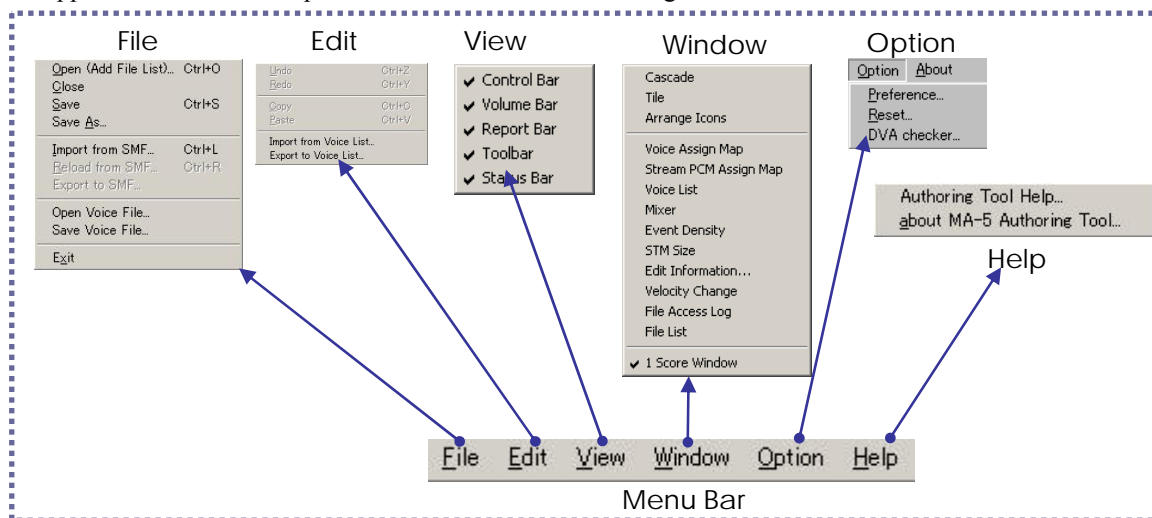 File
Open (Add File List)... Ctrl+O
Close
Save Ctrl+S
Save As...
Import from SMF... Ctrl+L
Reload from SMF... Ctrl+R
Export to SMF...
Open Voice File...
Save Voice File...
Exit
Edit
Undo Ctrl+Z
Redo Ctrl+Y
Copy Ctrl+C
Paste Ctrl+V
Import from Voice List...
Export to Voice List...
View
Control Bar
Volume Bar
Report Bar
Toolbar
Status Bar
Window
Cascade
Tile
Arrange Icons
Voice Assign Map
Stream PCM Assign Map
Voice List
Mixer
Event Density
STM Size
Edit Information...
Velocity Change
File Access Log
File List
1 Score Window
Option
Option About
Preference...
Reset...
DVA checker...
Authoring Tool Help...
about MA-5 Authoring Tool...
Help
File Edit View Window Option Help
Menu Bar